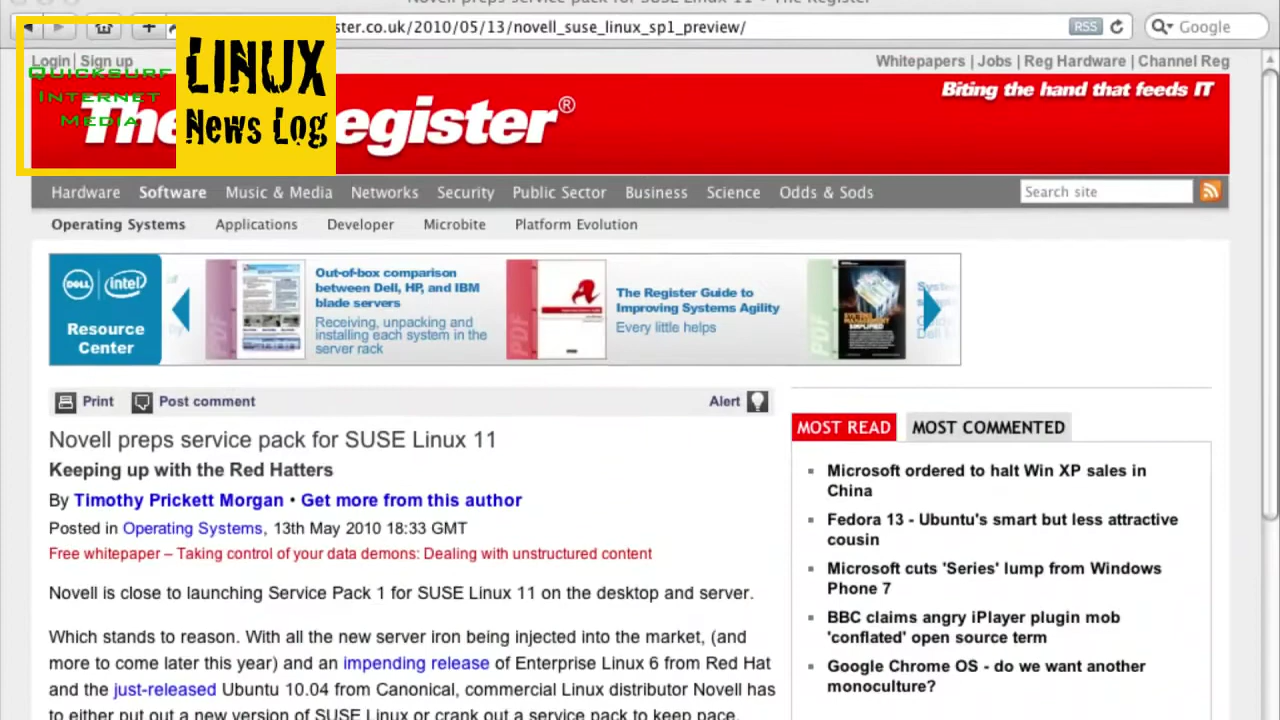 Novell preps service pack for SUSE Linux 11 - The Register
ster.co.uk/2010/05/13/novell_suse_linux_sp1_preview/
RSS
Google
Login | Sign up
Whitepapers | Jobs | Reg Hardware | Channel Reg
Quicksurf
Internet
Media
LINUX
News Log
The Register®
Biting the hand that feeds IT
Hardware Software Music & Media Networks Security Public Sector Business Science Odds & Sods
Search site
Operating Systems Applications Developer Microbite Platform Evolution
DELL intel
Resource
Center
PDF
Out-of-box comparison
between Dell, HP, and IBM
blade servers
Receiving, unpacking and
installing each system in the
server rack
PDF
The Register Guide to
Improving Systems Agility
Every little helps
PDF
Print Post comment Alert
Novell preps service pack for SUSE Linux 11
Keeping up with the Red Hatters
By Timothy Prickett Morgan • Get more from this author
Posted in Operating Systems, 13th May 2010 18:33 GMT
Free whitepaper – Taking control of your data demons: Dealing with unstructured content
Novell is close to launching Service Pack 1 for SUSE Linux 11 on the desktop and server.
Which stands to reason. With all the new server iron being injected into the market, (and
more to come later this year) and an impending release of Enterprise Linux 6 from Red Hat
and the just-released Ubuntu 10.04 from Canonical, commercial Linux distributor Novell has
to either put out a new version of SUSE Linux or crank out a service pack to keep pace.
MOST READ MOST COMMENTED
Microsoft ordered to halt Win XP sales in
China
Fedora 13 - Ubuntu's smart but less attractive
cousin
Microsoft cuts 'Series' lump from Windows
Phone 7
BBC claims angry iPlayer plugin mob
'conflated' open source term
Google Chrome OS - do we want another
monoculture?